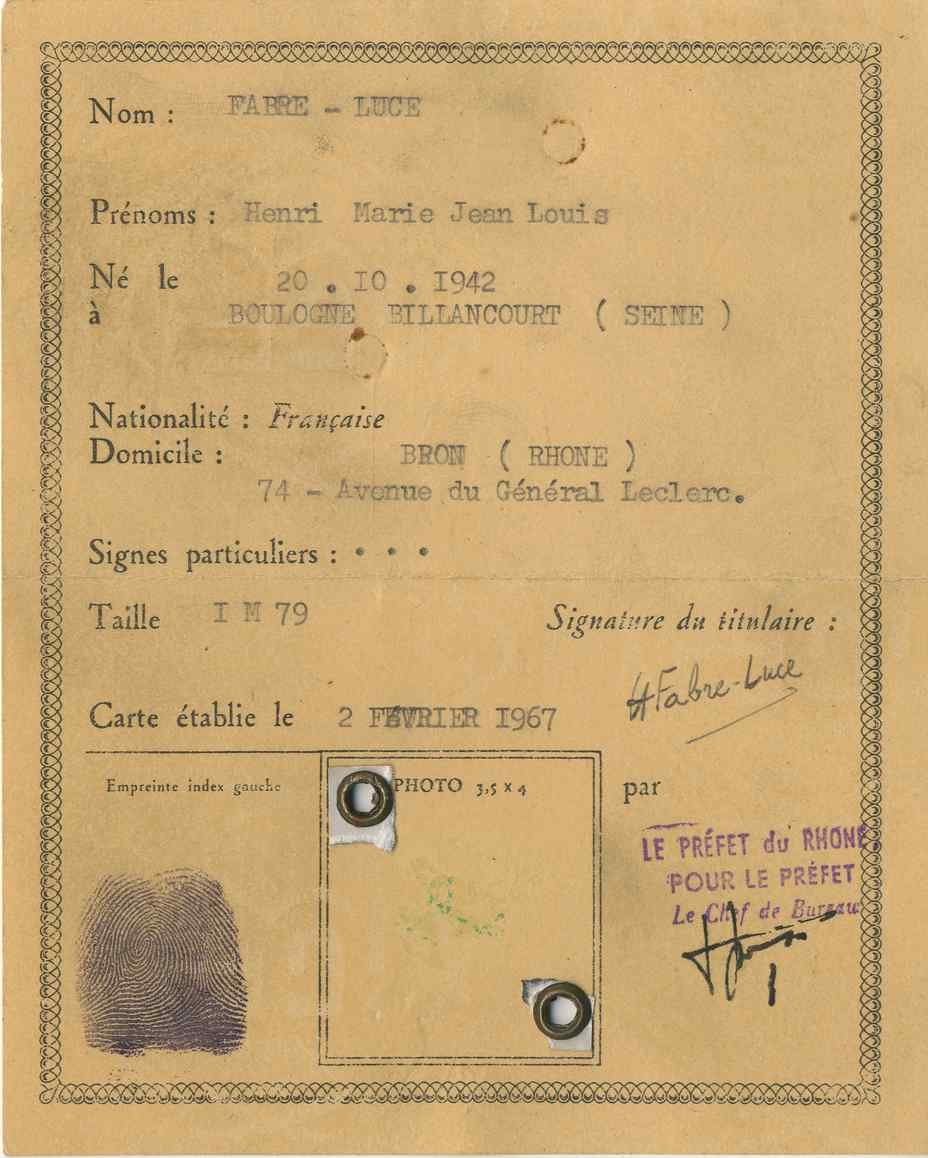 Nom : FABRE - LUCE
Prénoms : Henri Marie Jean Louis
Né le 20 . IO . I942
à BOULOGNE BILLANCOURT ( SEINE )
Nationalité : Française
Domicile : BRON ( RHONE )
74 - Avenue du Général Leclerc.
Signes particuliers : . . .
Taille I M 79
Signature du titulaire :
HFabre-Luce
Carte établie le 2 FÉVRIER I967
Empreinte index gauche
PHOTO 3,5 x 4
par
LE PRÉFET du RHONE,
POUR LE PRÉFET
Le Chef de Bureau